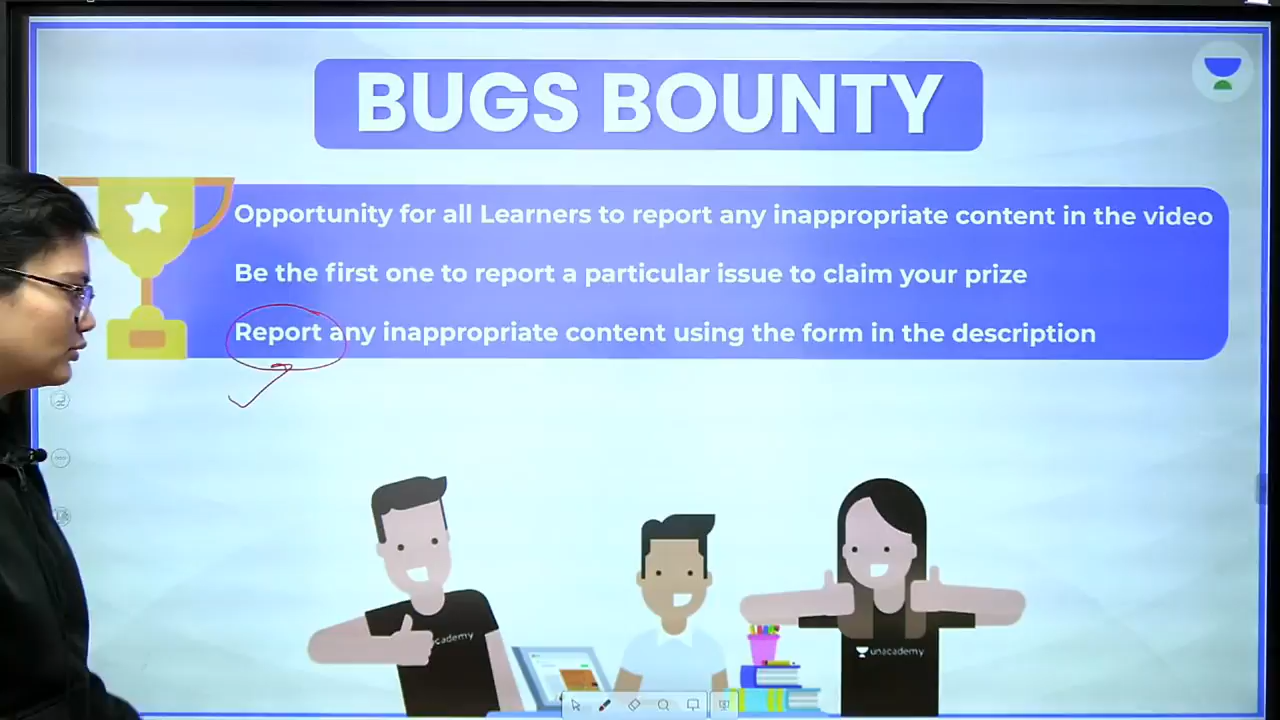 BUGS BOUNTY
Opportunity for all Learners to report any inappropriate content in the video
Be the first one to report a particular issue to claim your prize
Report any inappropriate content using the form in the description
unacademy